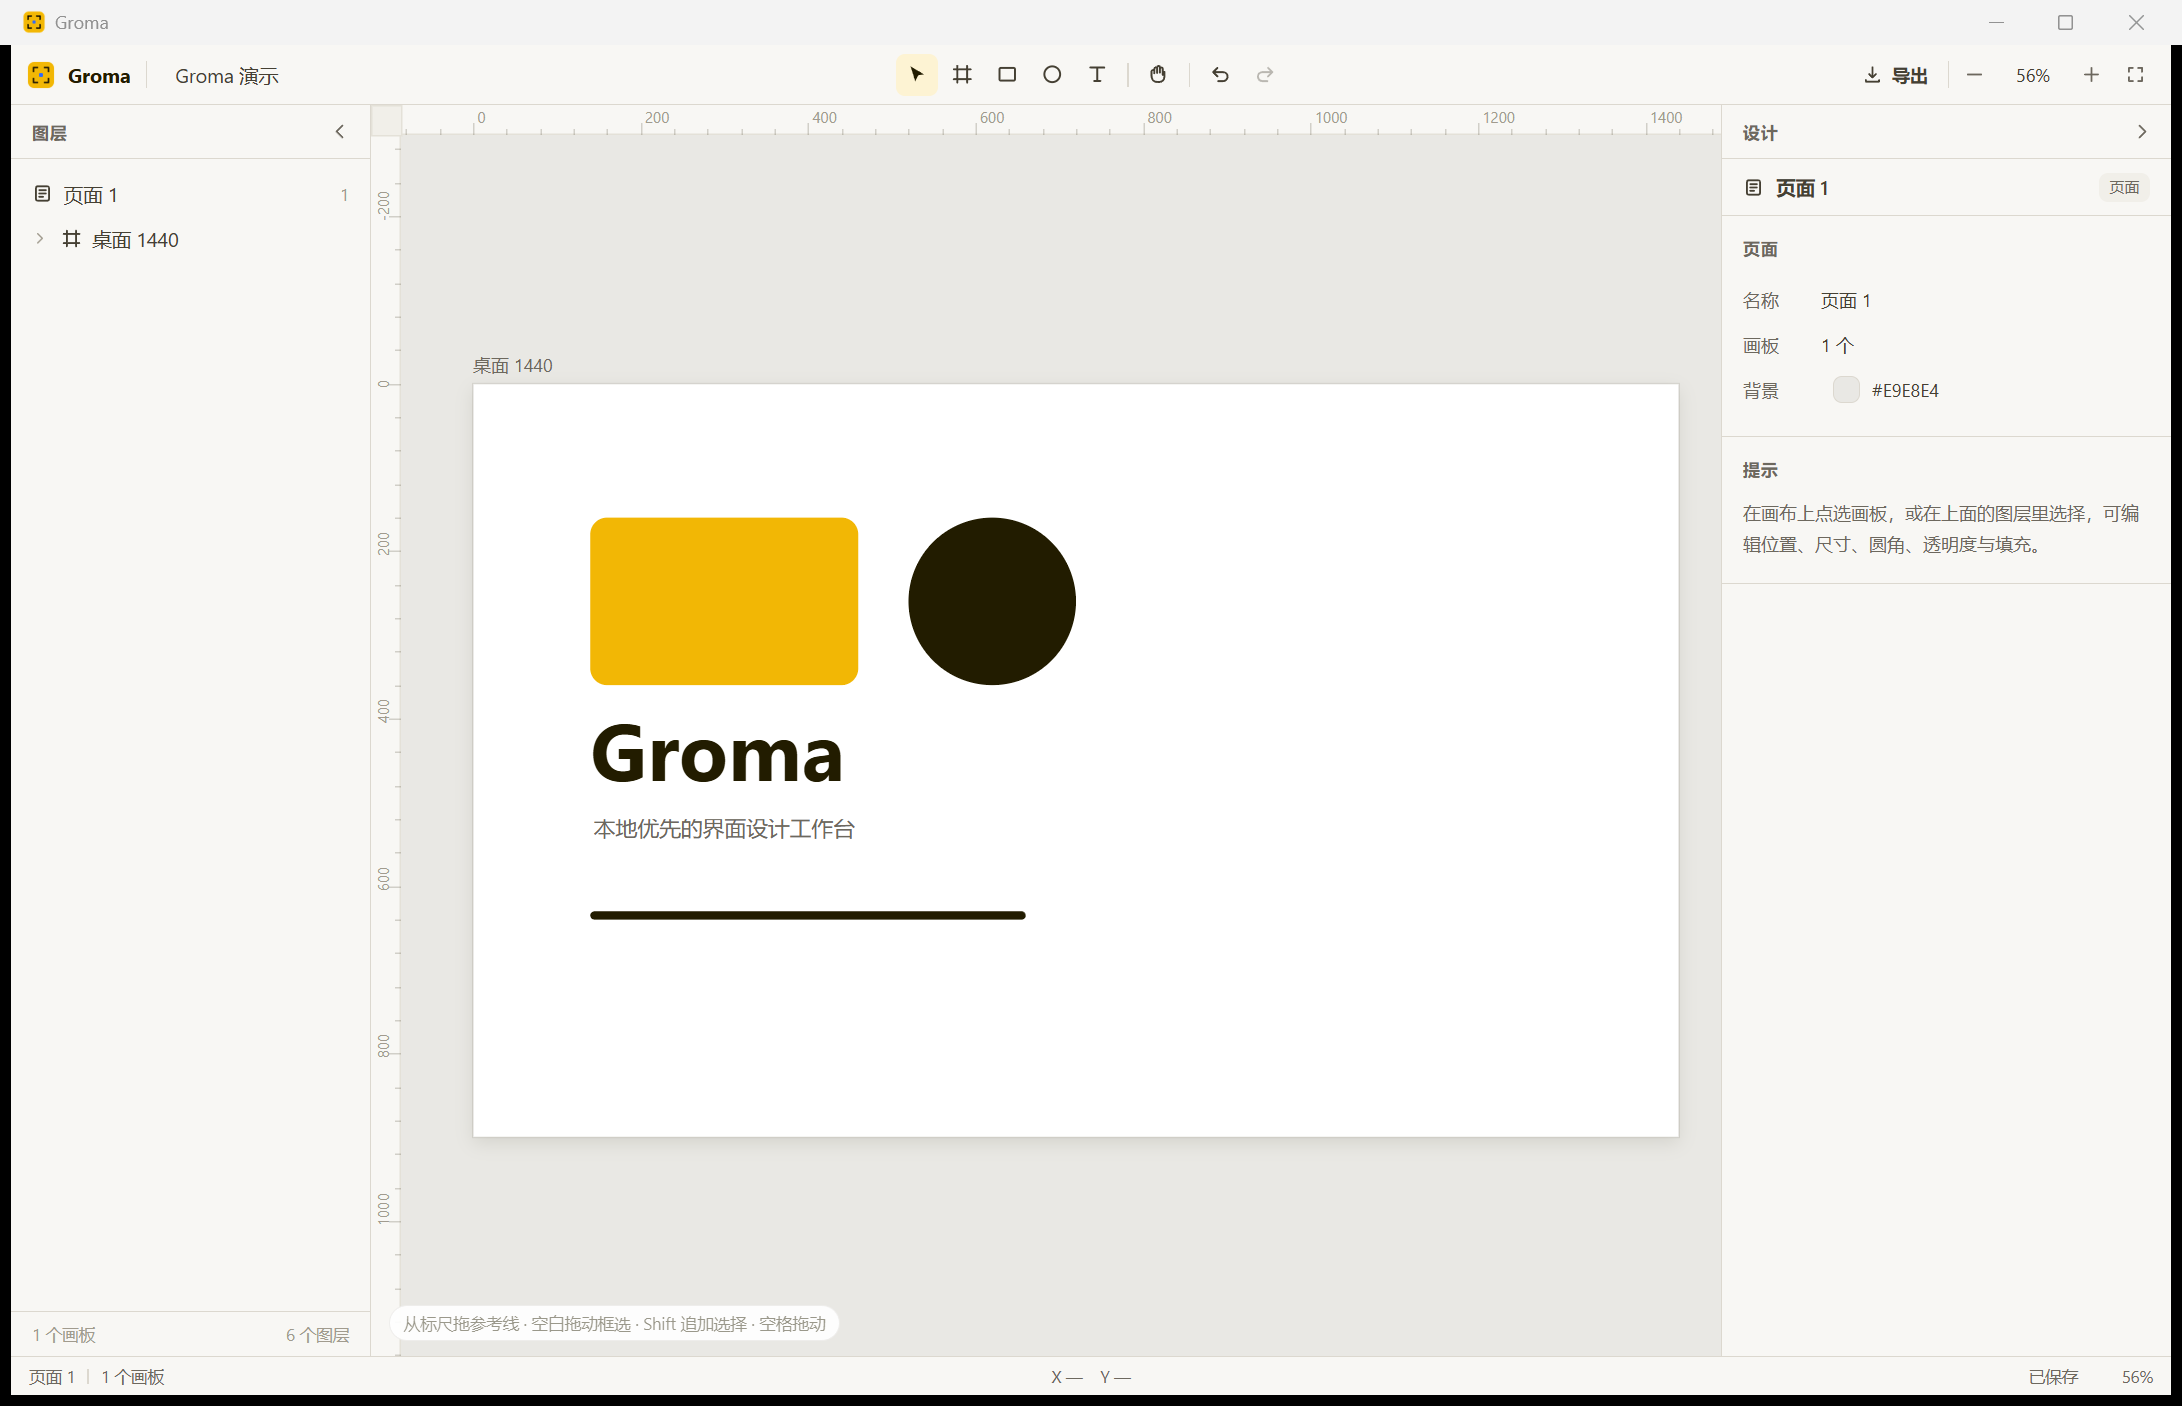 Groma
Groma
Groma 演示
导出
56%
图层
页面 1
1
桌面 1440
0 200 400 600 800 1000 1200 1400
-200
0
200
400
600
800
1000
桌面 1440
Groma
本地优先的界面设计工作台
从标尺拖参考线 · 空白拖动框选 · Shift 追加选择 · 空格拖动
设计
页面 1
页面
页面
名称 页面 1
画板 1 个
背景 #E9E8E4
提示
在画布上点选画板，或在上面的图层里选择，可编
辑位置、尺寸、圆角、透明度与填充。
1 个画板
6 个图层
页面 1
1 个画板
X — Y —
已保存
56%